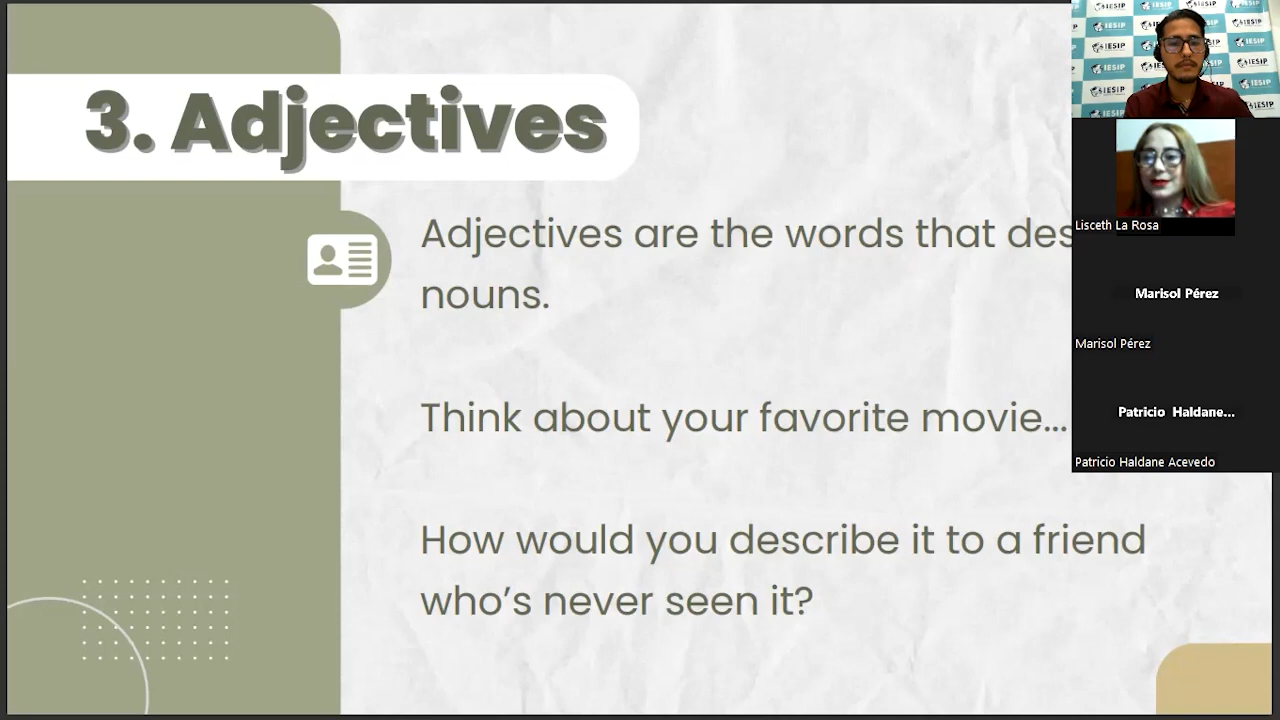 3. Adjectives
Adjectives are the words that des
nouns.
Think about your favorite movie...
How would you describe it to a friend
who's never seen it?
IESIP
Lisceth La Rosa
Marisol Pérez
Marisol Pérez
Patricio Haldane...
Patricio Haldane Acevedo